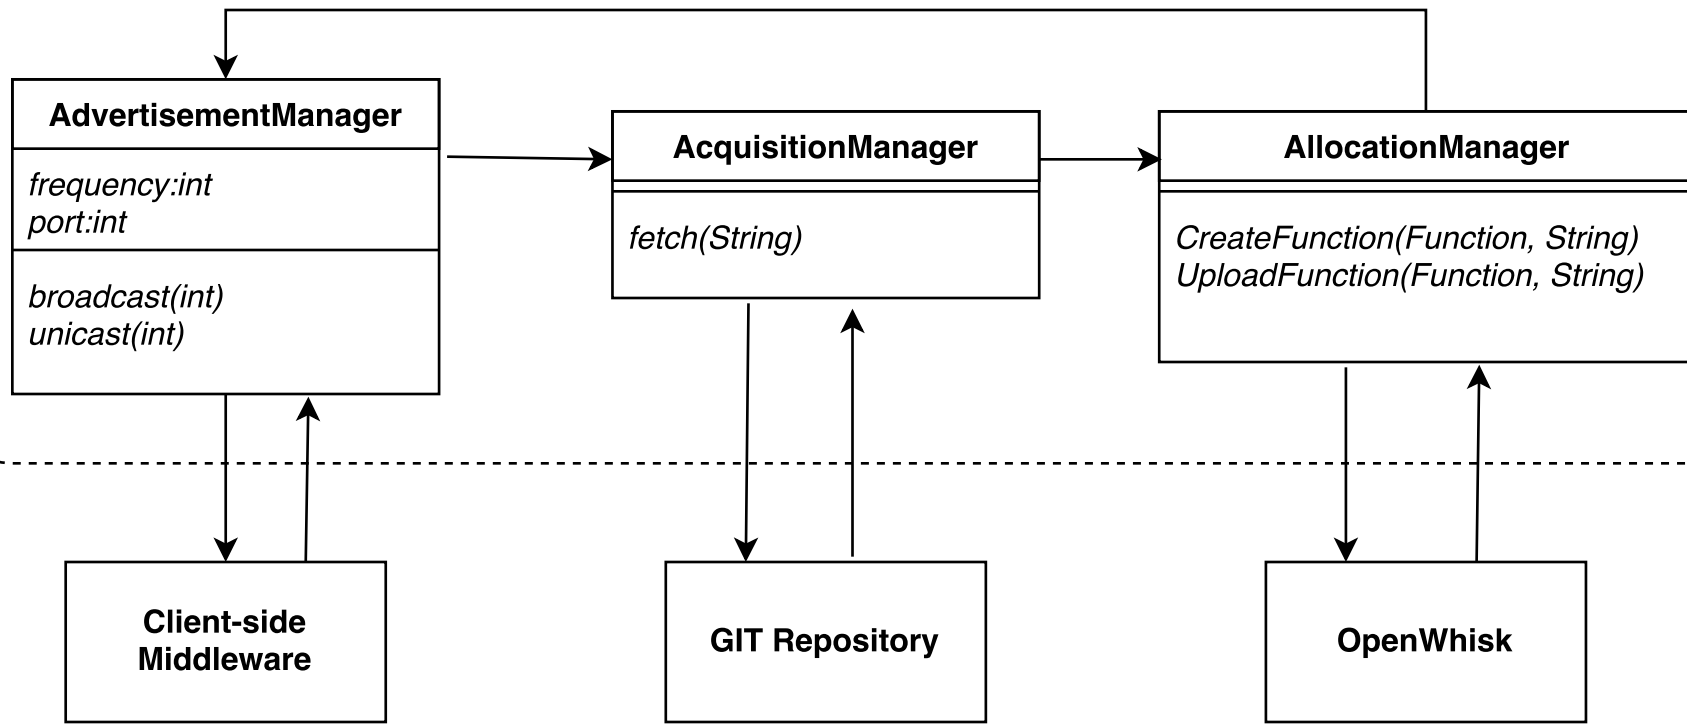 AdvertisementManager
frequency:int
port:int
broadcast(int)
unicast(int)
AcquisitionManager
fetch(String)
AllocationManager
CreateFunction(Function, String)
UploadFunction(Function, String)
Client-side
Middleware
GIT Repository
OpenWhisk